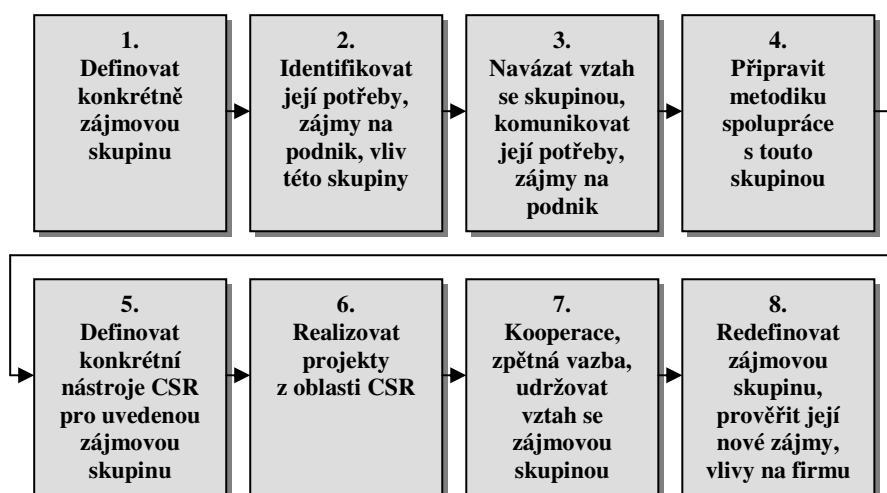 1.
Definovat
konkrétně
zájmovou
skupinu
2.
Identifikovat
její potřeby,
zájmy na
podnik, vliv
této skupiny
3.
Navázat vztah
se skupinou,
komunikovat
její potřeby,
zájmy na
podnik
4.
Připravit
metodiku
spolupráce
s touto
skupinou
5.
Definovat
konkrétní
nástroje CSR
pro uvedenou
zájmovou
skupinu
6.
Realizovat
projekty
z oblasti CSR
7.
Kooperace,
zpětná vazba,
udržovat
vztah se
zájmovou
skupinou
8.
Redefinovat
zájmovou
skupinu,
prověřit její
nové zájmy,
vlivy na firmu